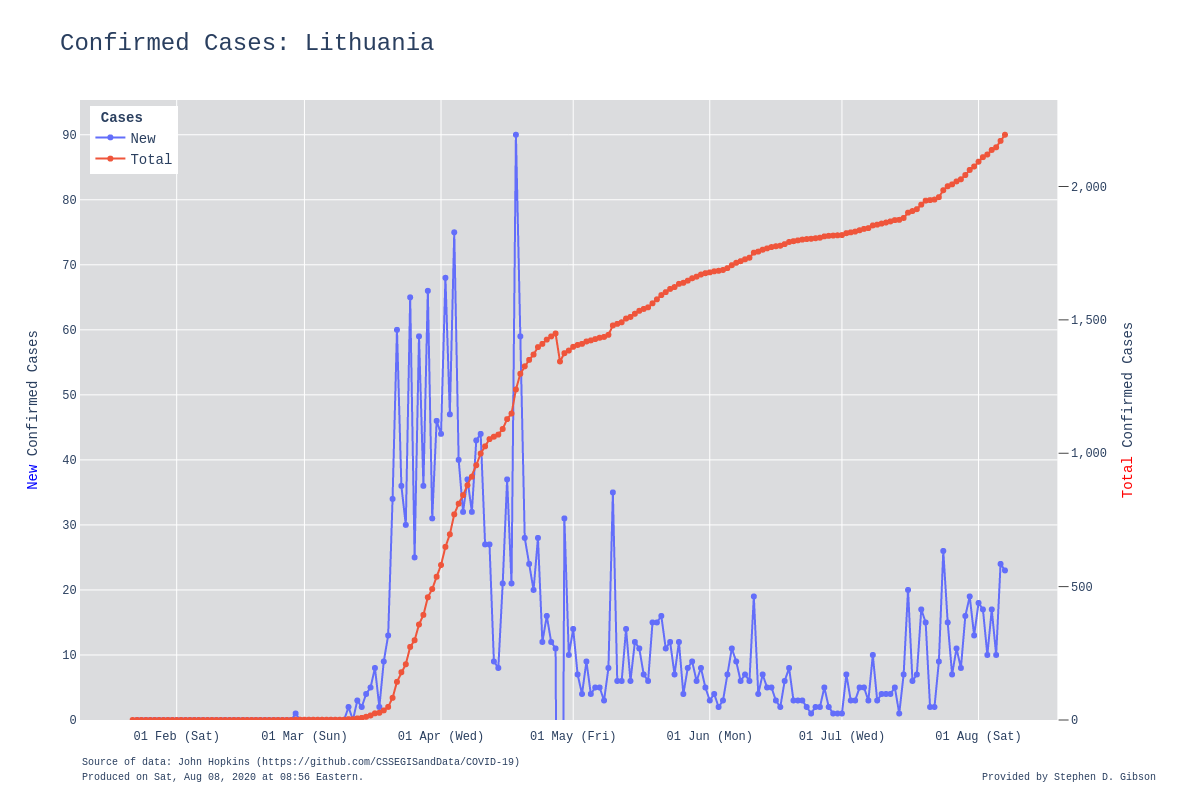 Confirmed Cases: Lithuania
Cases
New
Total
90
80
70
60
50
40
30
20
10
0
New Confirmed Cases
2,000
1,500
1,000
500
0
Total Confirmed Cases
01 Feb (Sat) 01 Mar (Sun) 01 Apr (Wed) 01 May (Fri) 01 Jun (Mon) 01 Jul (Wed) 01 Aug (Sat)
Source of data: John Hopkins (https://github.com/CSSEGISandData/COVID-19)
Produced on Sat, Aug 08, 2020 at 08:56 Eastern.
Provided by Stephen D. Gibson